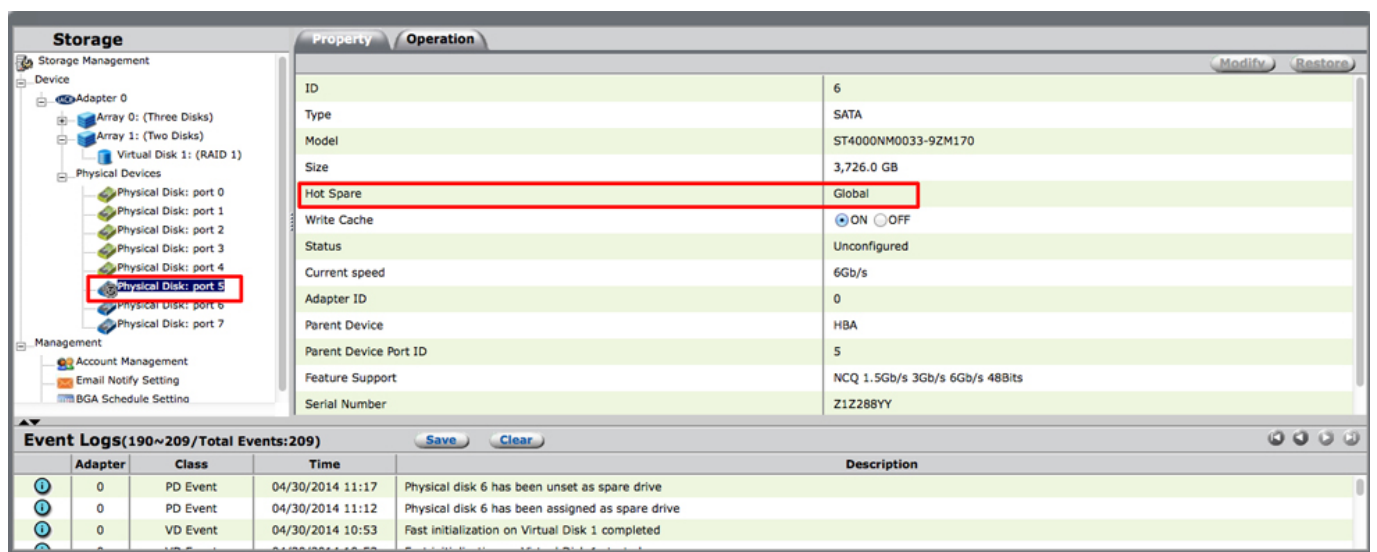 Storage
Property
Operation
Storage Management
Modify
Restore
Device
Adapter 0
Array 0: (Three Disks)
Array 1: (Two Disks)
Virtual Disk 1: (RAID 1)
Physical Devices
Physical Disk: port 0
Physical Disk: port 1
Physical Disk: port 2
Physical Disk: port 3
Physical Disk: port 4
Physical Disk: port 5
Physical Disk: port 6
Physical Disk: port 7
Management
Account Management
Email Notify Setting
BGA Schedule Setting
ID 6
Type SATA
Model ST4000NM0033-9ZM170
Size 3,726.0 GB
Hot Spare Global
Write Cache ON OFF
Status Unconfigured
Current speed 6Gb/s
Adapter ID 0
Parent Device HBA
Parent Device Port ID 5
Feature Support NCQ 1.5Gb/s 3Gb/s 6Gb/s 48Bits
Serial Number Z1Z288YY
Event Logs(190~209/Total Events:209) Save Clear
Adapter Class Time Description
0 PD Event 04/30/2014 11:17 Physical disk 6 has been unset as spare drive
0 PD Event 04/30/2014 11:12 Physical disk 6 has been assigned as spare drive
0 VD Event 04/30/2014 10:53 Fast initialization on Virtual Disk 1 completed